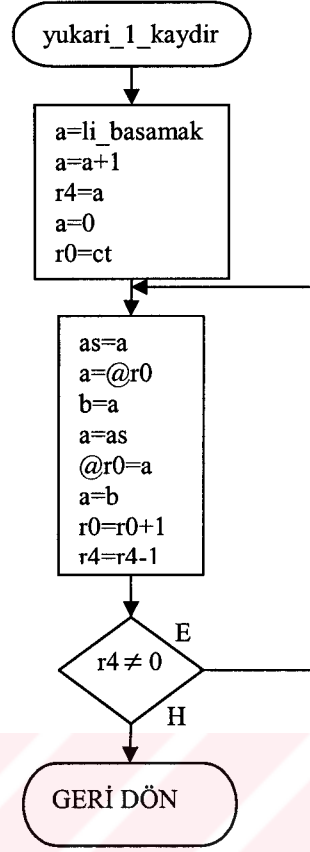 yukari_1_kaydir
a=li_basamak
a=a+1
r4=a
a=0
r0=ct
as=a
a=@r0
b=a
a=as
@r0=a
a=b
r0=r0+1
r4=r4-1
E
r4 ≠ 0
H
GERİ DÖN